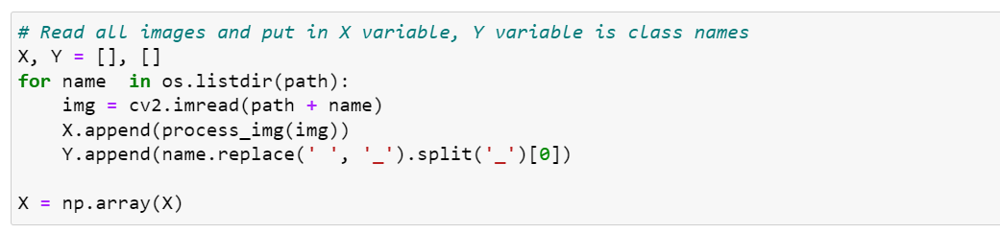 # Read all images and put in X variable, Y variable is class names
X, Y = [], []
for name  in os.listdir(path):
    img = cv2.imread(path + name)
    X.append(process_img(img))
    Y.append(name.replace(' ', '_').split('_')[0])

X = np.array(X)